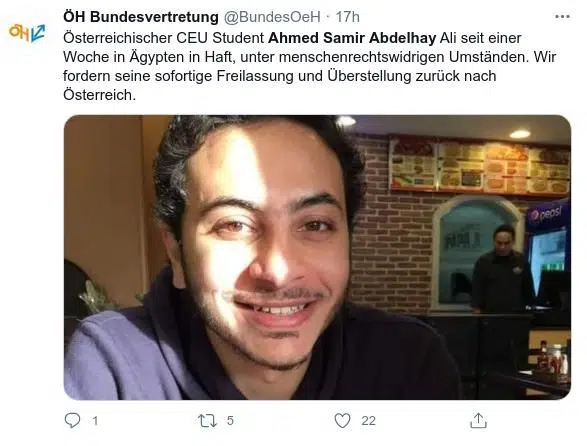 ÖH Bundesvertretung @BundesOeH · 17h
Österreichischer CEU Student Ahmed Samir Abdelhay Ali seit einer
Woche in Ägypten in Haft, unter menschenrechtswidrigen Umständen. Wir
fordern seine sofortige Freilassung und Überstellung zurück nach
Österreich.
pepsi
1 5 22